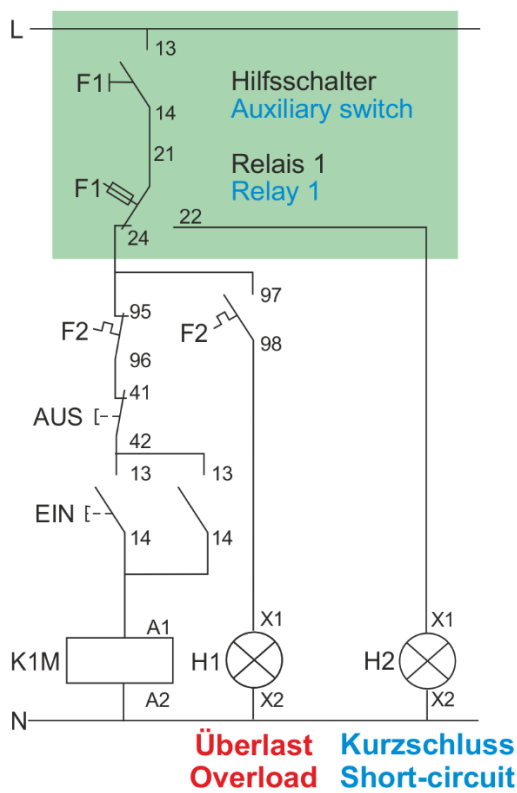 L
13
F1
Hilfsschalter
Auxiliary switch
14
21
Relais 1
Relay 1
F1
22
24
95
97
F2
F2
96
98
41
AUS
42
13
13
EIN
14
14
A1
X1
X1
K1M
H1
H2
A2
X2
X2
N
Überlast Kurzschluss
Overload Short-circuit